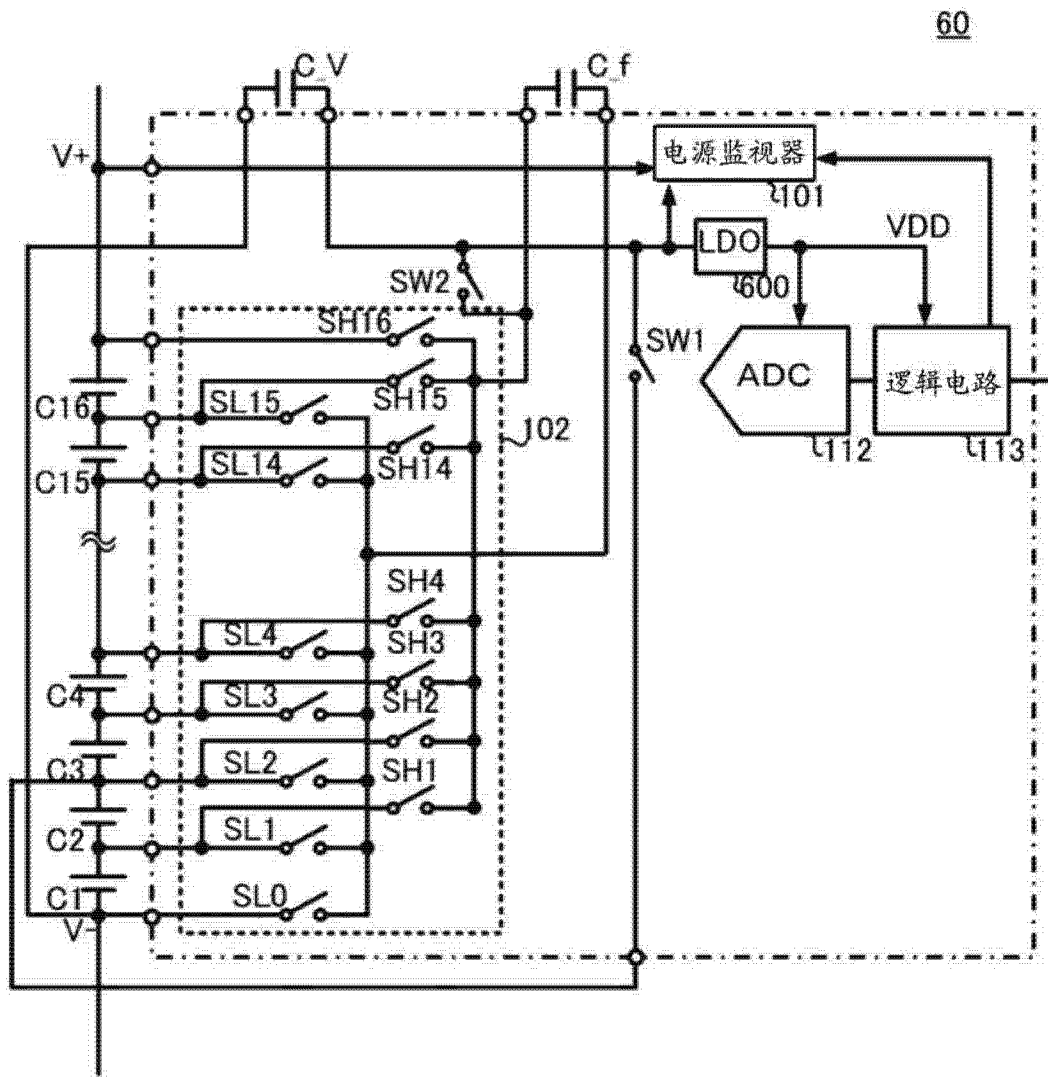 60
C_V
C_f
V+
电源监视器
101
LDO
600
VDD
SW2
SW1
SH16
SH15
C16
SL15
102
SH14
SL14
C15
ADC
112
逻辑电路
113
SH4
SL4
SH3
C4
SL3
SH2
C3
SL2
SH1
C2
SL1
C1
SL0
V-